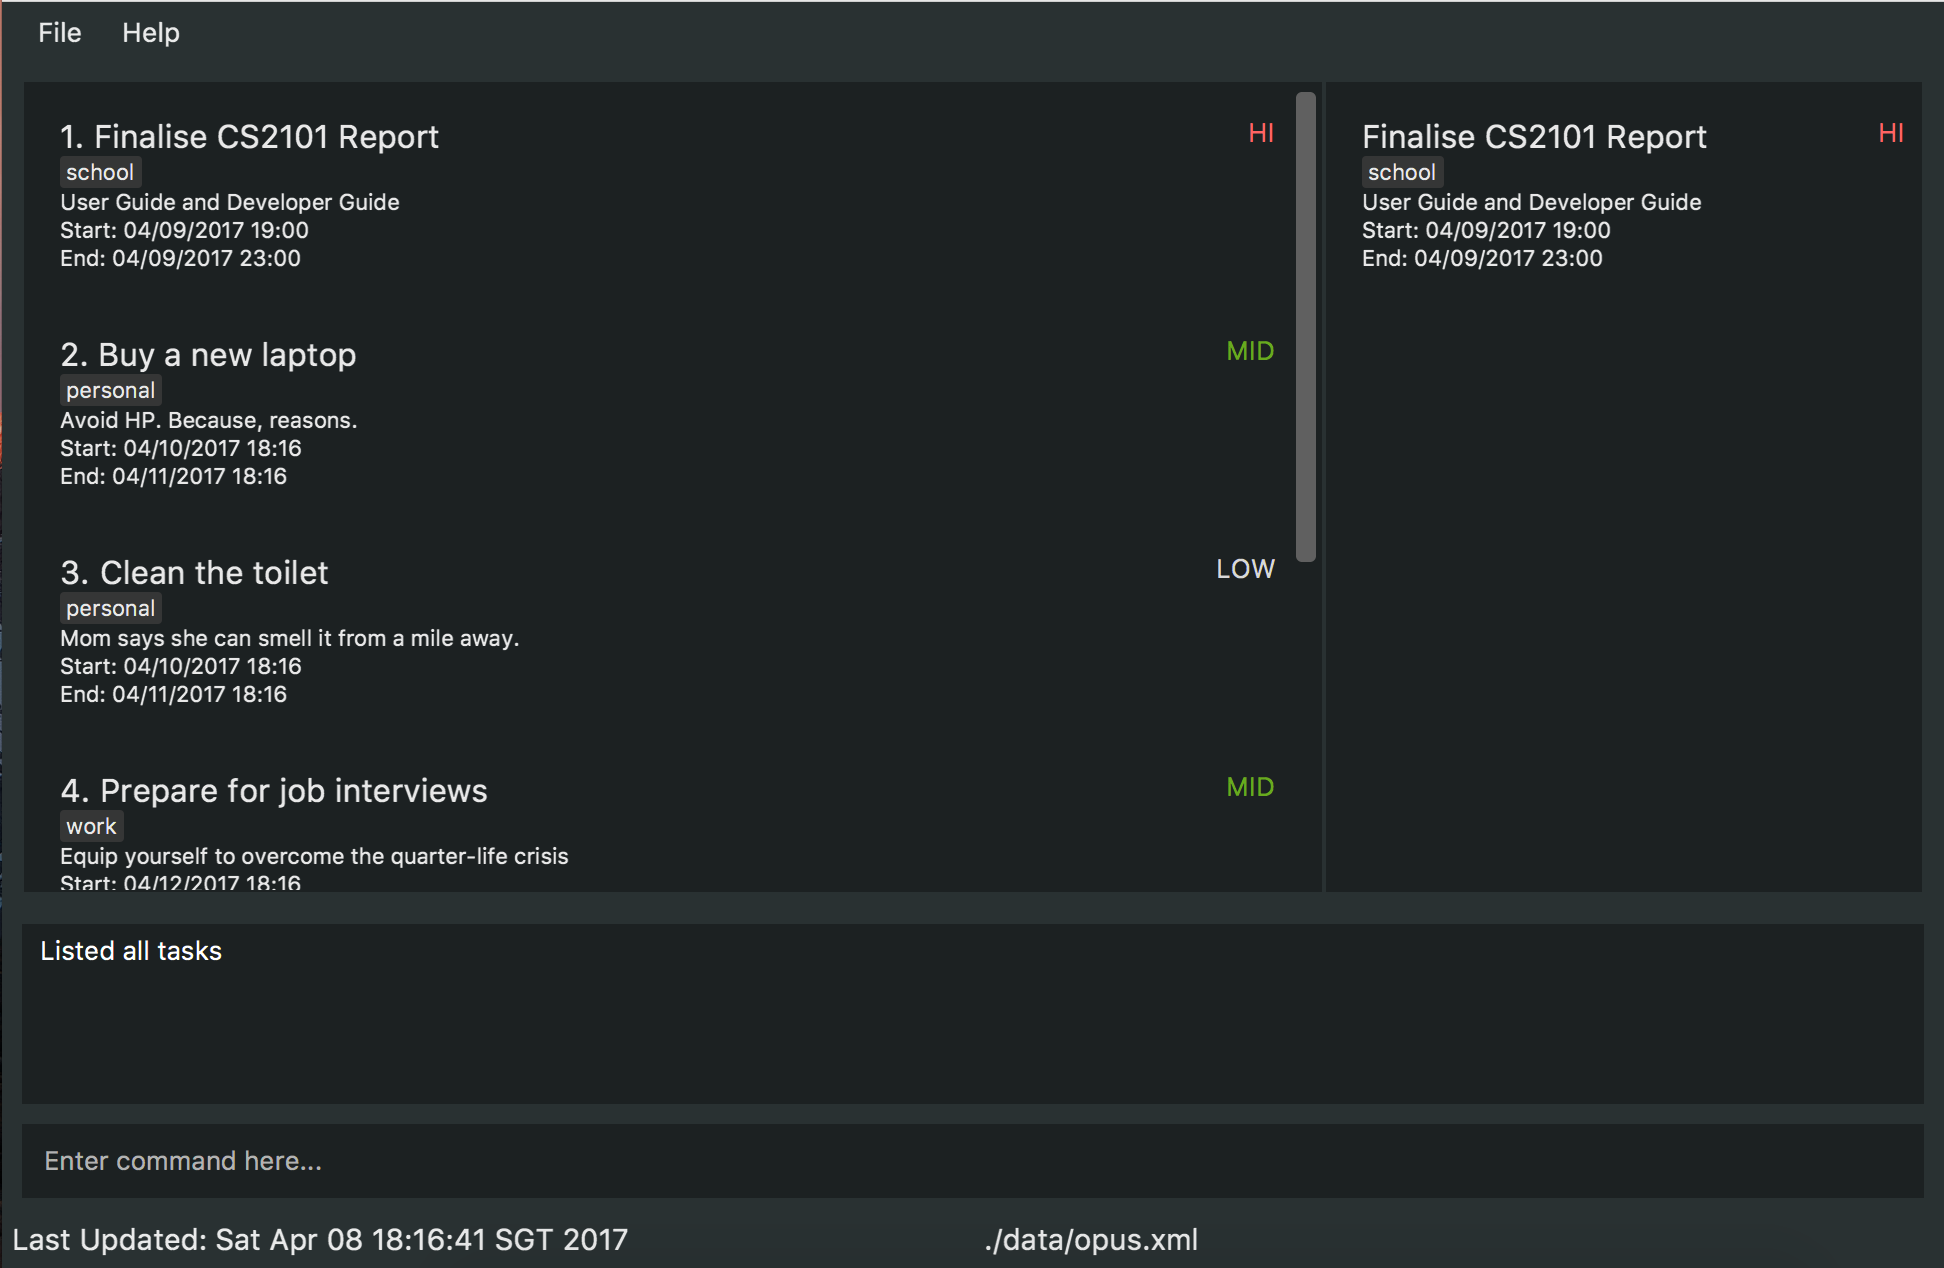 File Help
1. Finalise CS2101 Report HI
school
User Guide and Developer Guide
Start: 04/09/2017 19:00
End: 04/09/2017 23:00
2. Buy a new laptop MID
personal
Avoid HP. Because, reasons.
Start: 04/10/2017 18:16
End: 04/11/2017 18:16
3. Clean the toilet LOW
personal
Mom says she can smell it from a mile away.
Start: 04/10/2017 18:16
End: 04/11/2017 18:16
4. Prepare for job interviews MID
work
Equip yourself to overcome the quarter-life crisis
Start: 04/12/2017 18:16
Finalise CS2101 Report HI
school
User Guide and Developer Guide
Start: 04/09/2017 19:00
End: 04/09/2017 23:00
Listed all tasks
Enter command here...
Last Updated: Sat Apr 08 18:16:41 SGT 2017 ./data/opus.xml